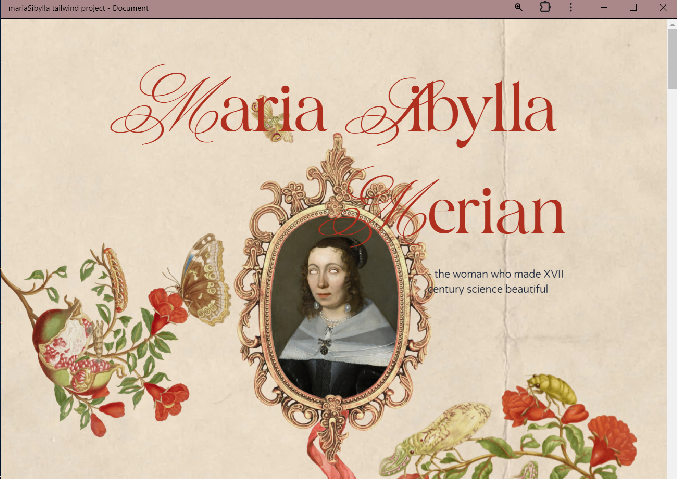 mariaSibylla tailwind project - Document
Maria Sibylla
Merian
the woman who made XVII
century science beautiful